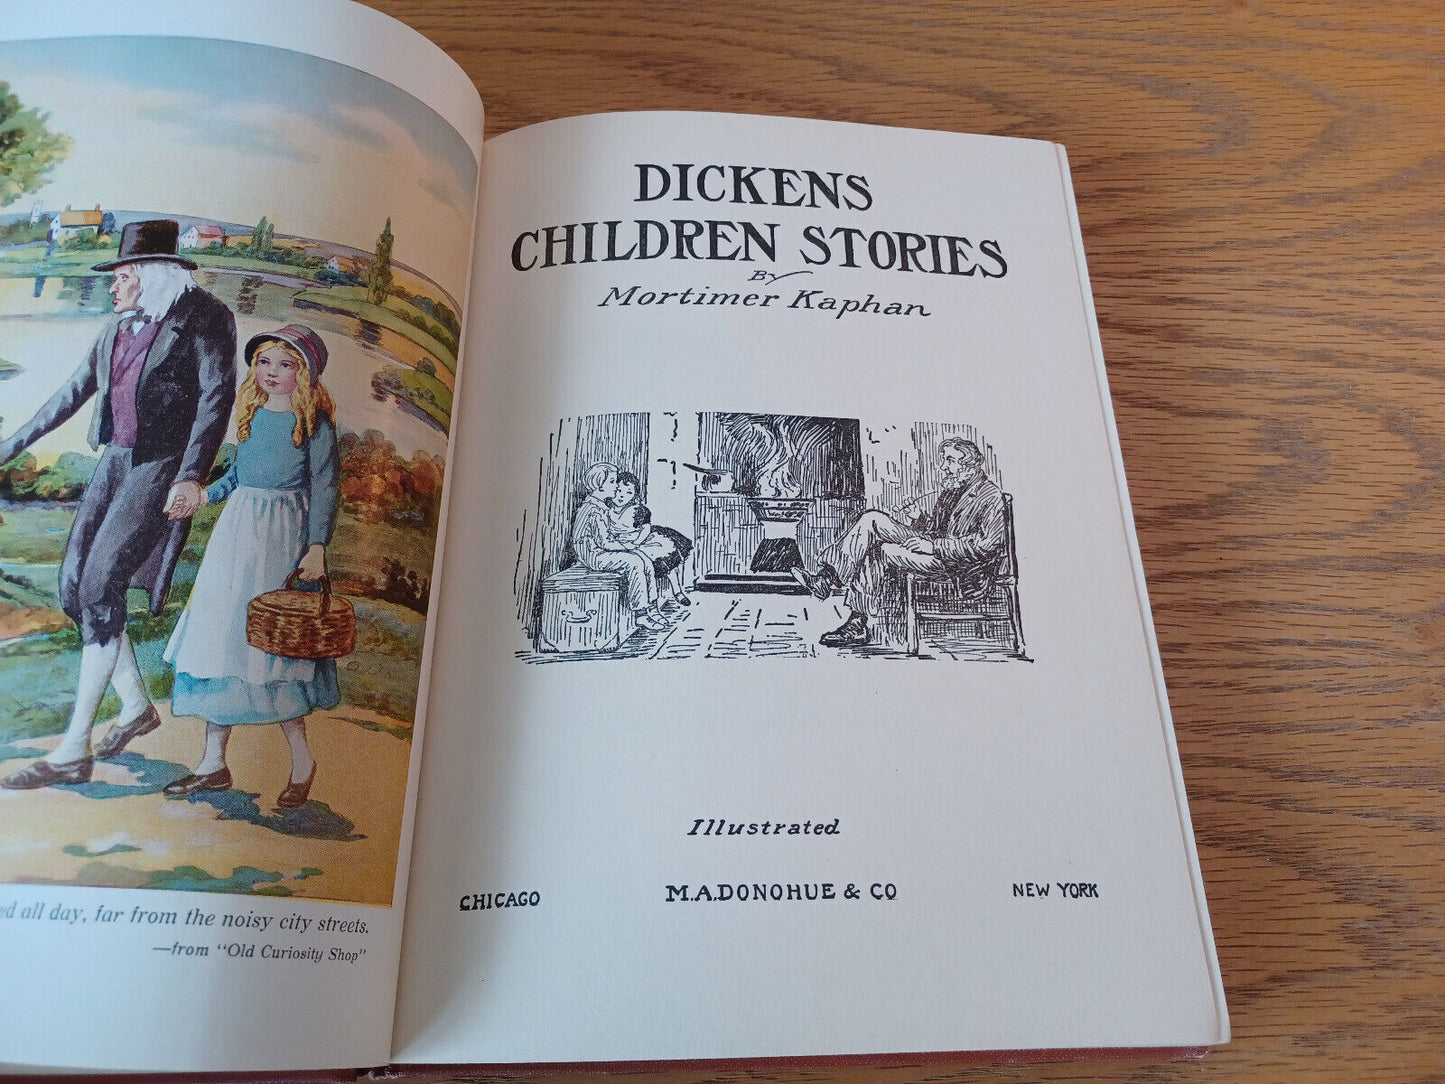 all day, far from the noisy city streets.
—from "Old Curiosity Shop"
DICKENS
CHILDREN STORIES
BY
Mortimer Kaphan
Illustrated
CHICAGO M.A.DONOHUE & CO NEW YORK